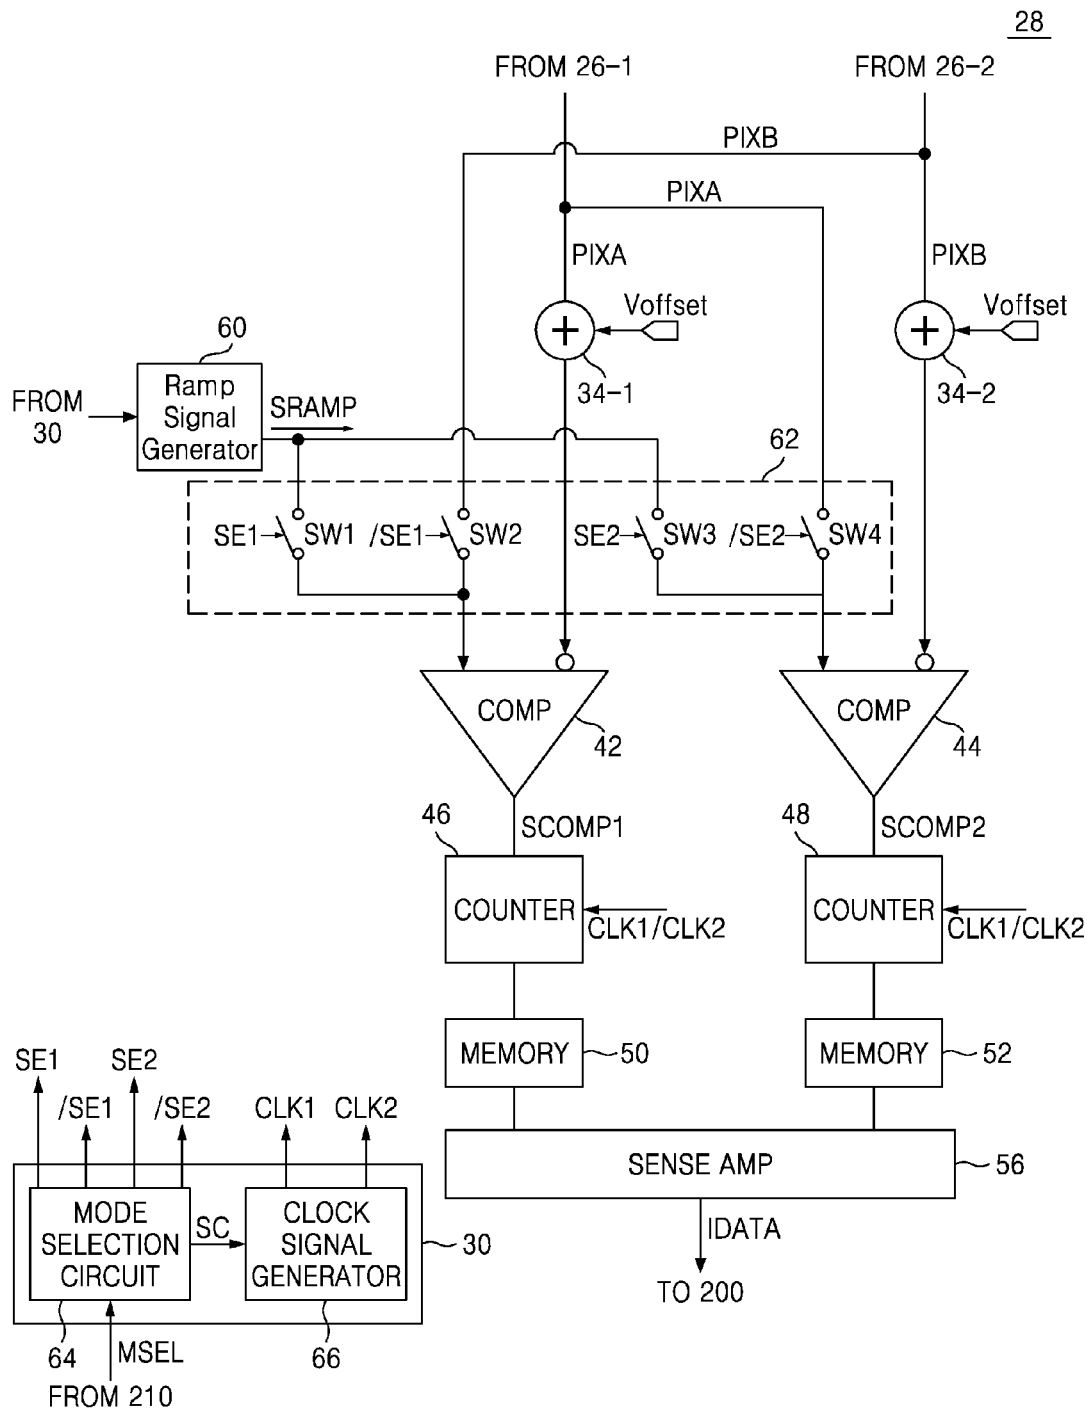 28
FROM 26-1
FROM 26-2
PIXB
PIXA
PIXA
PIXB
Voffset
Voffset
34-1
34-2
60
FROM
30
Ramp
Signal
Generator
SRAMP
62
SE1
SW1
/SE1
SW2
SE2
SW3
/SE2
SW4
COMP
42
COMP
44
SCOMP1
SCOMP2
46
48
COUNTER
COUNTER
CLK1/CLK2
CLK1/CLK2
MEMORY
50
MEMORY
52
SENSE AMP
56
IDATA
TO 200
SE1
SE2
/SE1
/SE2
CLK1
CLK2
MODE
SELECTION
CIRCUIT
SC
CLOCK
SIGNAL
GENERATOR
30
64
66
MSEL
FROM 210